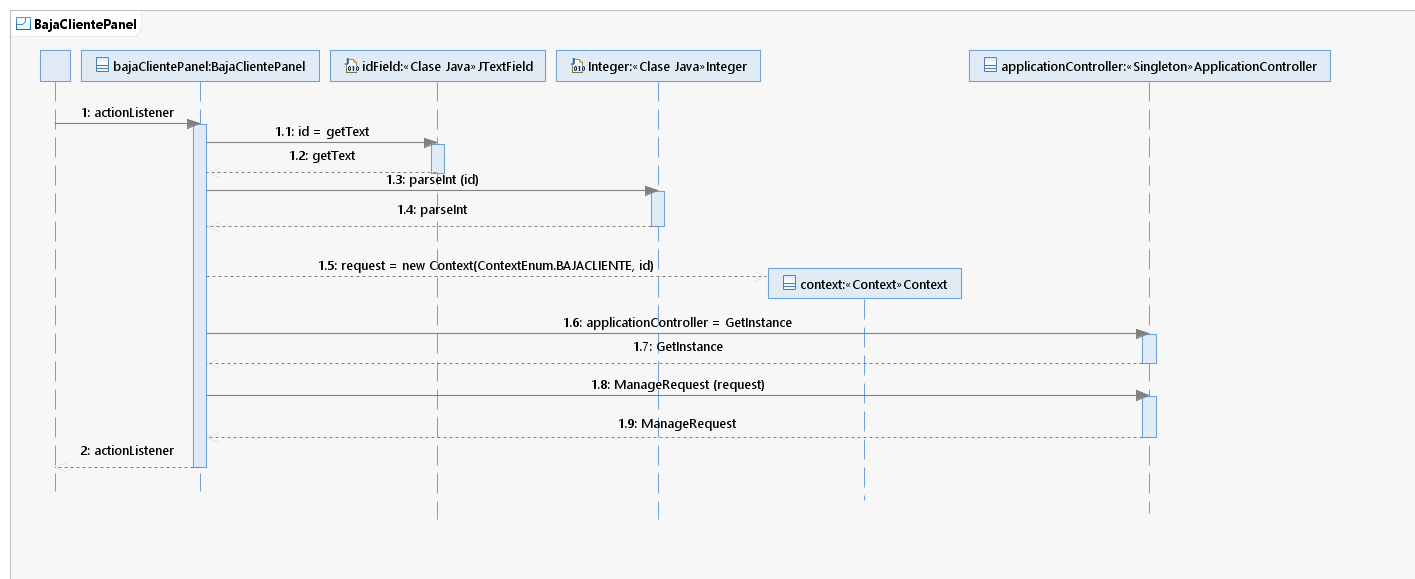 BajaClientePanel
bajaClientePanel:BajaClientePanel
idField:«Clase Java»JTextField
Integer:«Clase Java»Integer
applicationController:«Singleton»ApplicationController
1: actionListener
1.1: id = getText
1.2: getText
1.3: parseInt (id)
1.4: parseInt
1.5: request = new Context(ContextEnum.BAJACLIENTE, id)
context:«Context»Context
1.6: applicationController = GetInstance
1.7: GetInstance
1.8: ManageRequest (request)
1.9: ManageRequest
2: actionListener